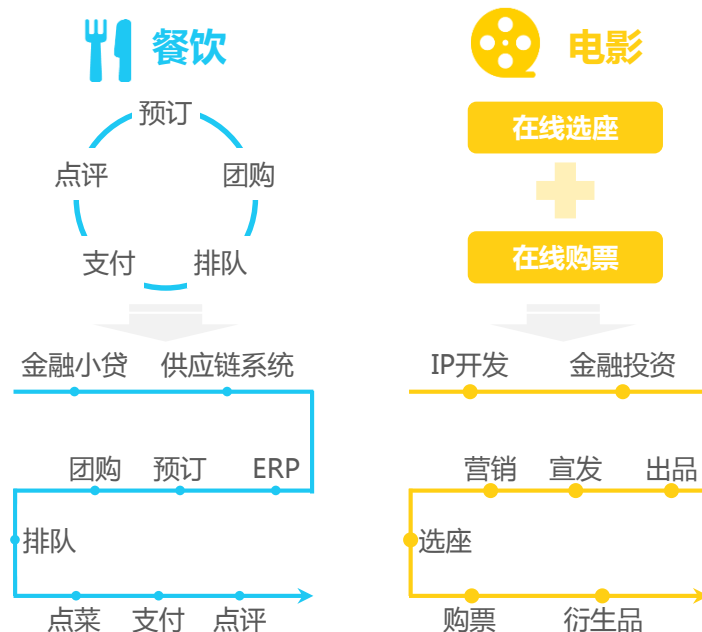 餐饮
预订
点评
团购
支付
排队
金融小贷 供应链系统
团购 预订 ERP
排队
点菜 支付 点评
电影
在线选座
在线购票
IP开发 金融投资
营销 宣发 出品
选座
购票 衍生品